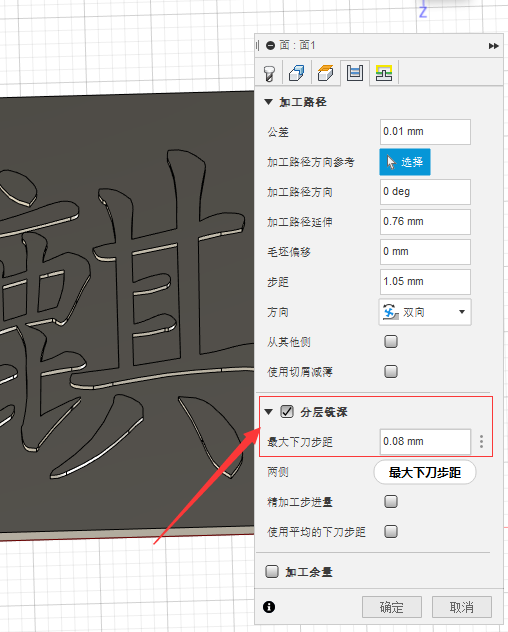 Z
面 : 面1
加工路径
公差 0.01 mm
加工路径方向参考 选择
加工路径方向 0 deg
加工路径延伸 0.76 mm
毛坯偏移 0 mm
步距 1.05 mm
方向 双向
从其他侧
使用切屑减薄
分层铣深
最大下刀步距 0.08 mm
两侧 最大下刀步距
精加工步进量
使用平均的下刀步距
加工余量
确定 取消